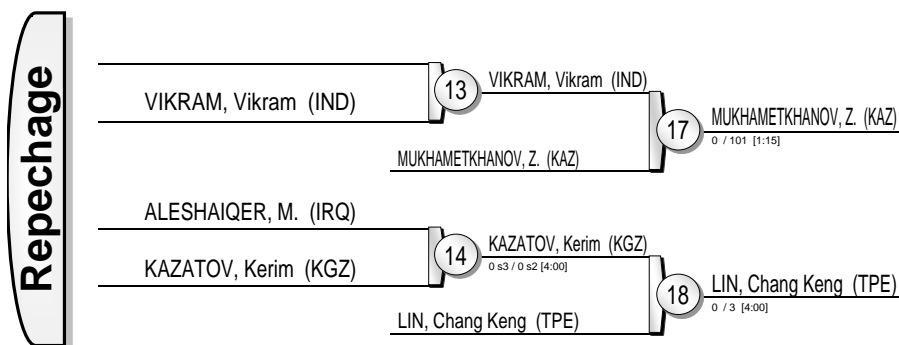 Repechage
VIKRAM, Vikram (IND)
13
VIKRAM, Vikram (IND)
MUKHAMETKHANOV, Z. (KAZ)
17
MUKHAMETKHANOV, Z. (KAZ)
0 / 101 [1:15]
ALESHAIQER, M. (IRQ)
KAZATOV, Kerim (KGZ)
14
KAZATOV, Kerim (KGZ)
0 s3 / 0 s2 [4:00]
LIN, Chang Keng (TPE)
18
LIN, Chang Keng (TPE)
0 / 3 [4:00]